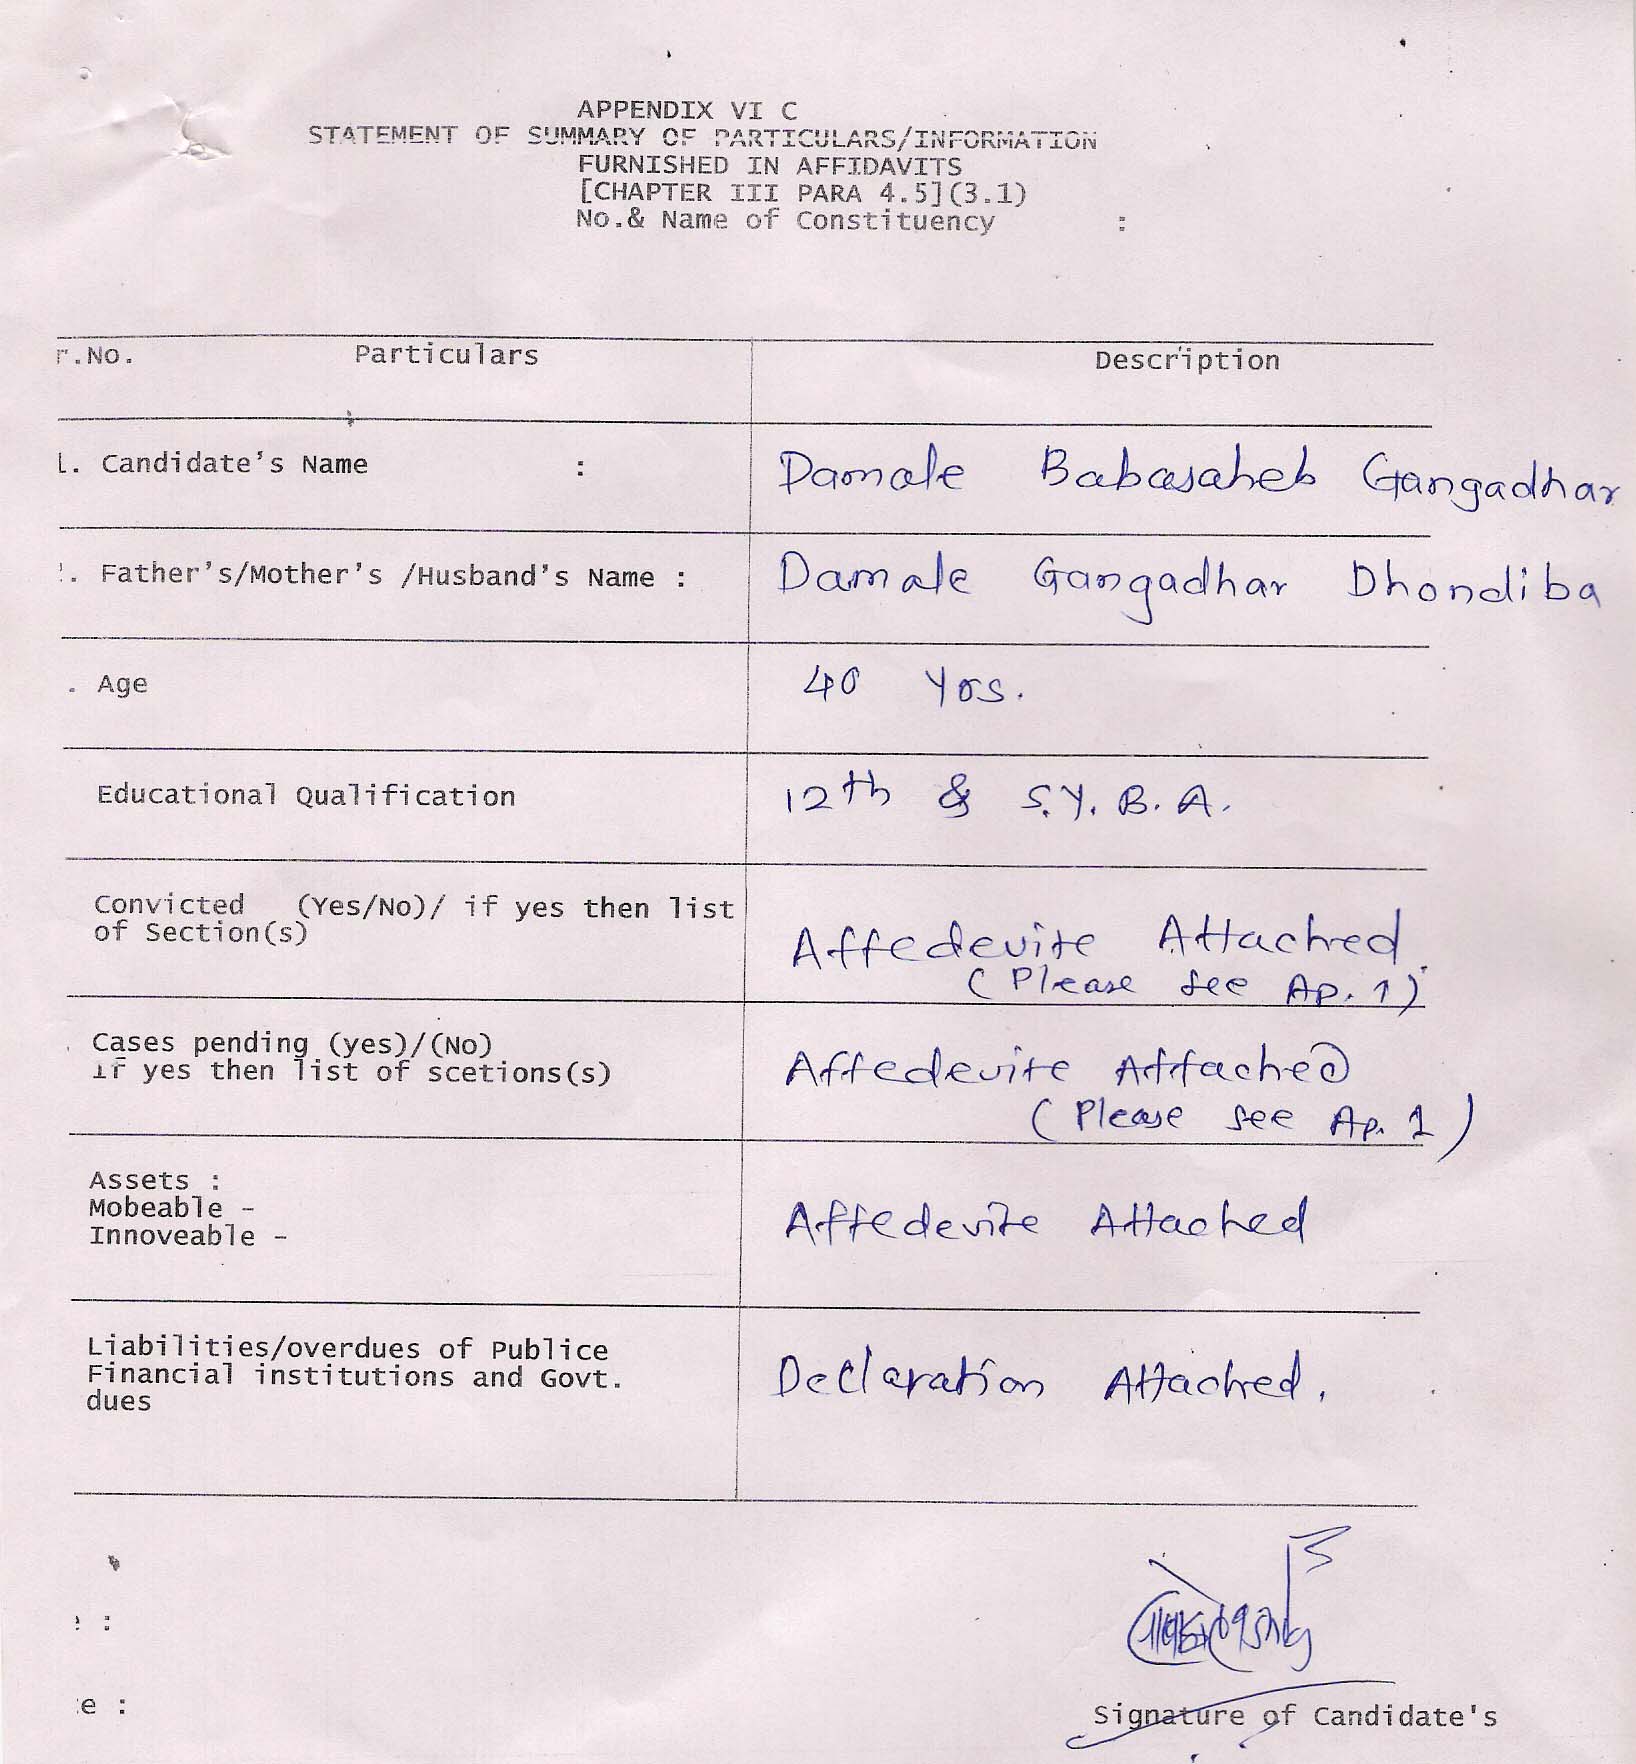 APPENDIX VI C
STATEMENT OF SUMMARY OF PARTICULARS/INFORMATION
FURNISHED IN AFFIDAVITS
[CHAPTER III PARA 4.5](3.1)
No.& Name of Constituency :
r.No. Particulars Description
1. Candidate's Name : Damale Babasaheb Gangadhar
2. Father's/Mother's /Husband's Name : Damale Gangadhar Dhondiba
. Age 40 Yrs.
Educational Qualification 12th & S.Y. B. A.
Convicted (Yes/No)/ if yes then list
of Section(s) Affedevite Attached.
(Please see Ap. 1)
Cases pending (yes)/(No)
if yes then list of scetions(s) Affedevite Attached
(Please see Ap. 1)
Assets :
Mobeable -
Innoveable - Affedevite Attached
Liabilities/overdues of Publice
Financial institutions and Govt.
dues Declaration Attached.
e :
e : Signature of Candidate's